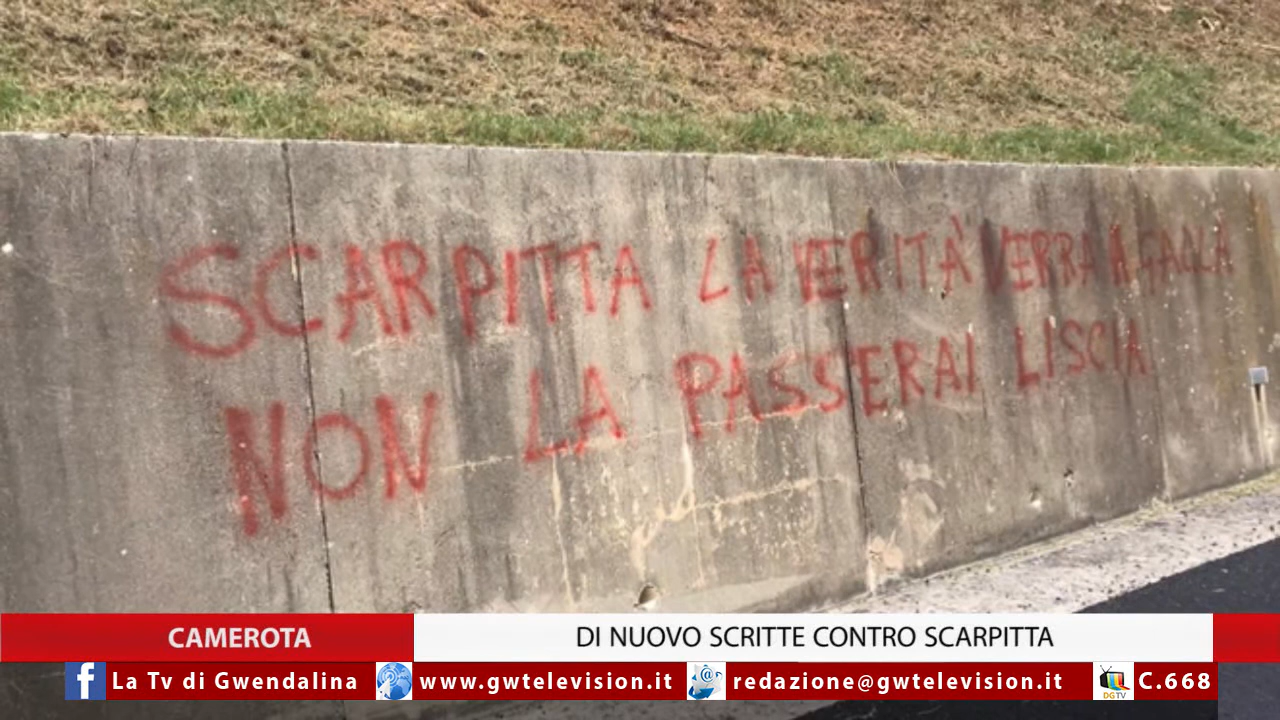 SCARPITTA LA VERITÀ VERRA A GALLA
NON LA PASSERAI LISCIA
CAMEROTA
DI NUOVO SCRITTE CONTRO SCARPITTA
La Tv di Gwendalina
www.gwtelevision.it
redazione@gwtelevision.it
DGTV
C.668